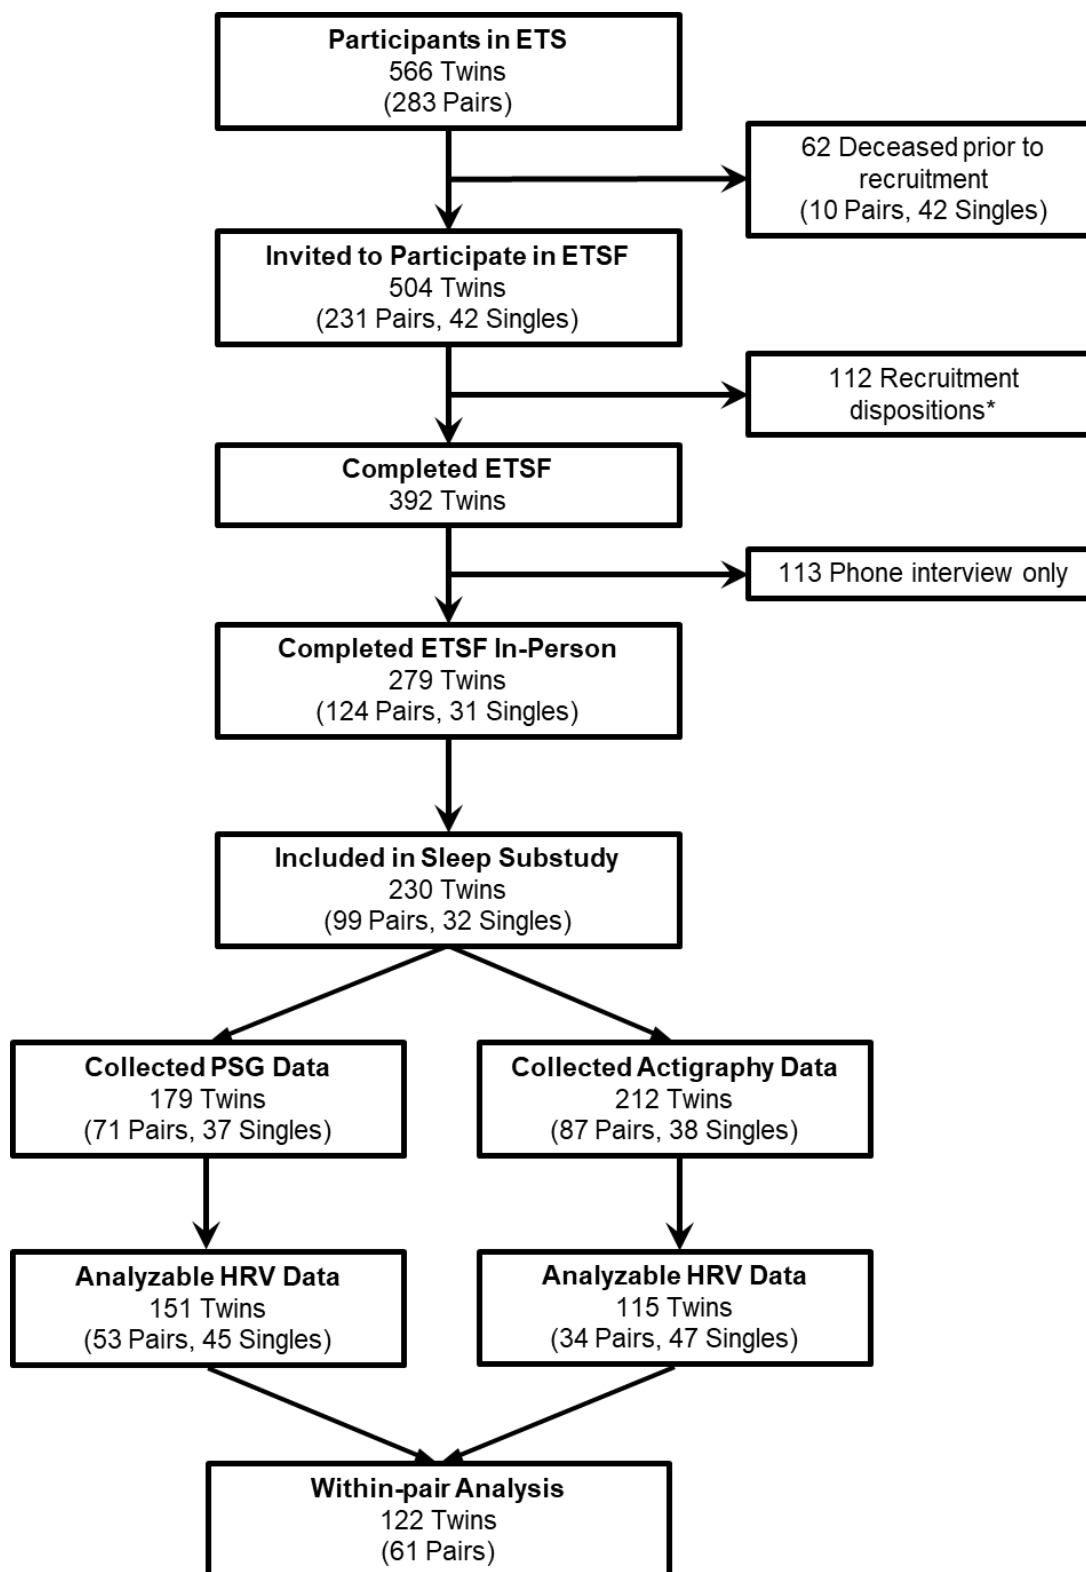 Participants in ETS
566 Twins
(283 Pairs)
62 Deceased prior to
recruitment
(10 Pairs, 42 Singles)
Invited to Participate in ETSF
504 Twins
(231 Pairs, 42 Singles)
112 Recruitment
dispositions*
Completed ETSF
392 Twins
113 Phone interview only
Completed ETSF In-Person
279 Twins
(124 Pairs, 31 Singles)
Included in Sleep Substudy
230 Twins
(99 Pairs, 32 Singles)
Collected PSG Data
179 Twins
(71 Pairs, 37 Singles)
Collected Actigraphy Data
212 Twins
(87 Pairs, 38 Singles)
Analyzable HRV Data
151 Twins
(53 Pairs, 45 Singles)
Analyzable HRV Data
115 Twins
(34 Pairs, 47 Singles)
Within-pair Analysis
122 Twins
(61 Pairs)